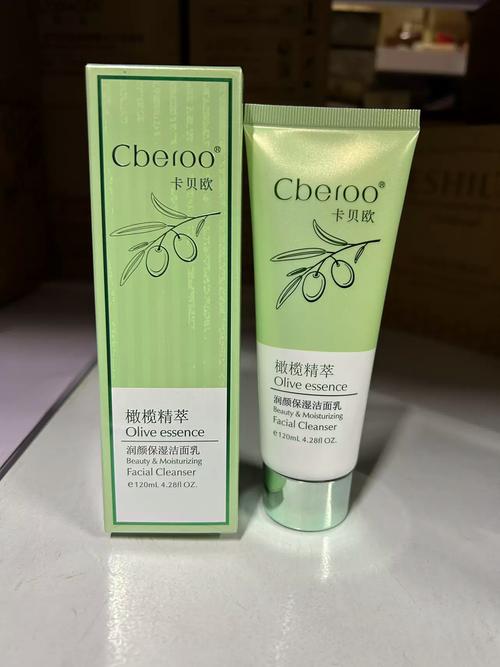 Cberoo®
卡贝欧
橄榄精萃
Olive essence
润颜保湿洁面乳
Beauty & Moisturizing
Facial Cleanser
e120mL 4.28fl OZ.
Cberoo®
卡贝欧
橄榄精萃
Olive essence
润颜保湿洁面乳
Beauty & Moisturizing
Facial Cleanser
e120mL 4.28fl OZ.